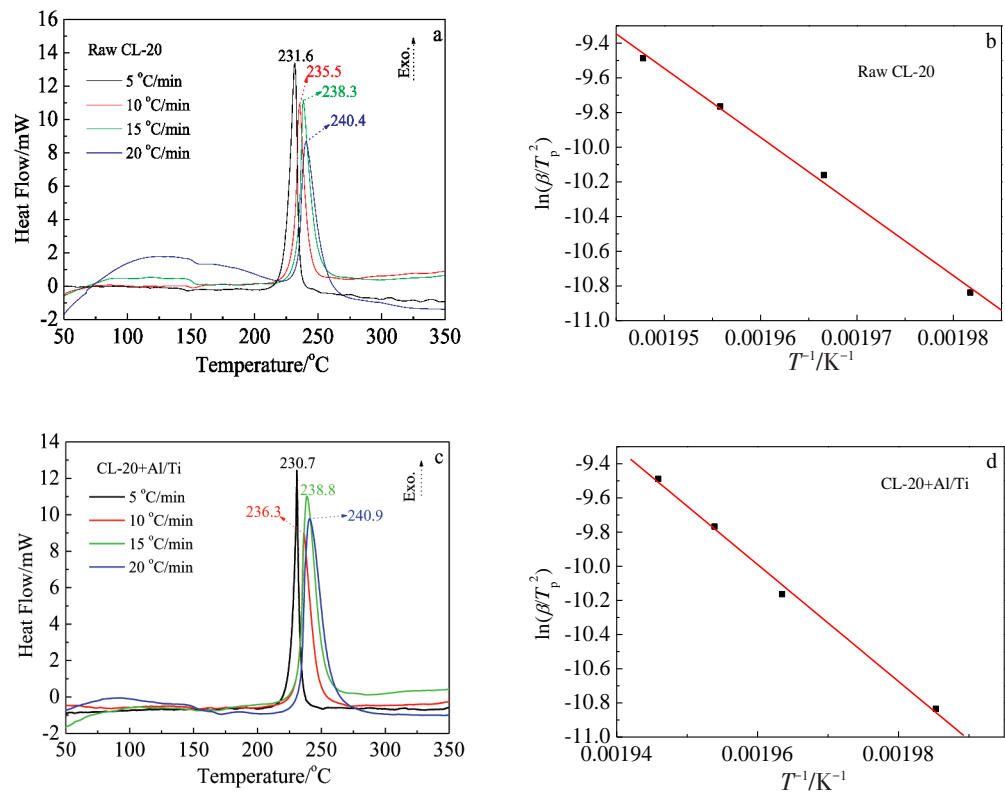 a
Raw CL-20
5 °C/min
10 °C/min
15 °C/min
20 °C/min
Exo.
231.6
235.5
238.3
240.4
16
14
12
10
8
6
4
2
0
-2
50 100 150 200 250 300 350
Heat Flow/mW
Temperature/°C
b
Raw CL-20
-9.4
-9.6
-9.8
-10.0
-10.2
-10.4
-10.6
-10.8
-11.0
0.00195 0.00196 0.00197 0.00198
ln(β/Tp²)
T⁻¹/K⁻¹
c
CL-20+Al/Ti
5 °C/min
10 °C/min
15 °C/min
20 °C/min
Exo.
230.7
238.8
236.3
240.9
14
12
10
8
6
4
2
0
-2
50 100 150 200 250 300 350
Heat Flow/mW
Temperature/°C
d
CL-20+Al/Ti
-9.4
-9.6
-9.8
-10.0
-10.2
-10.4
-10.6
-10.8
-11.0
0.00194 0.00196 0.00198
ln(β/Tp²)
T⁻¹/K⁻¹